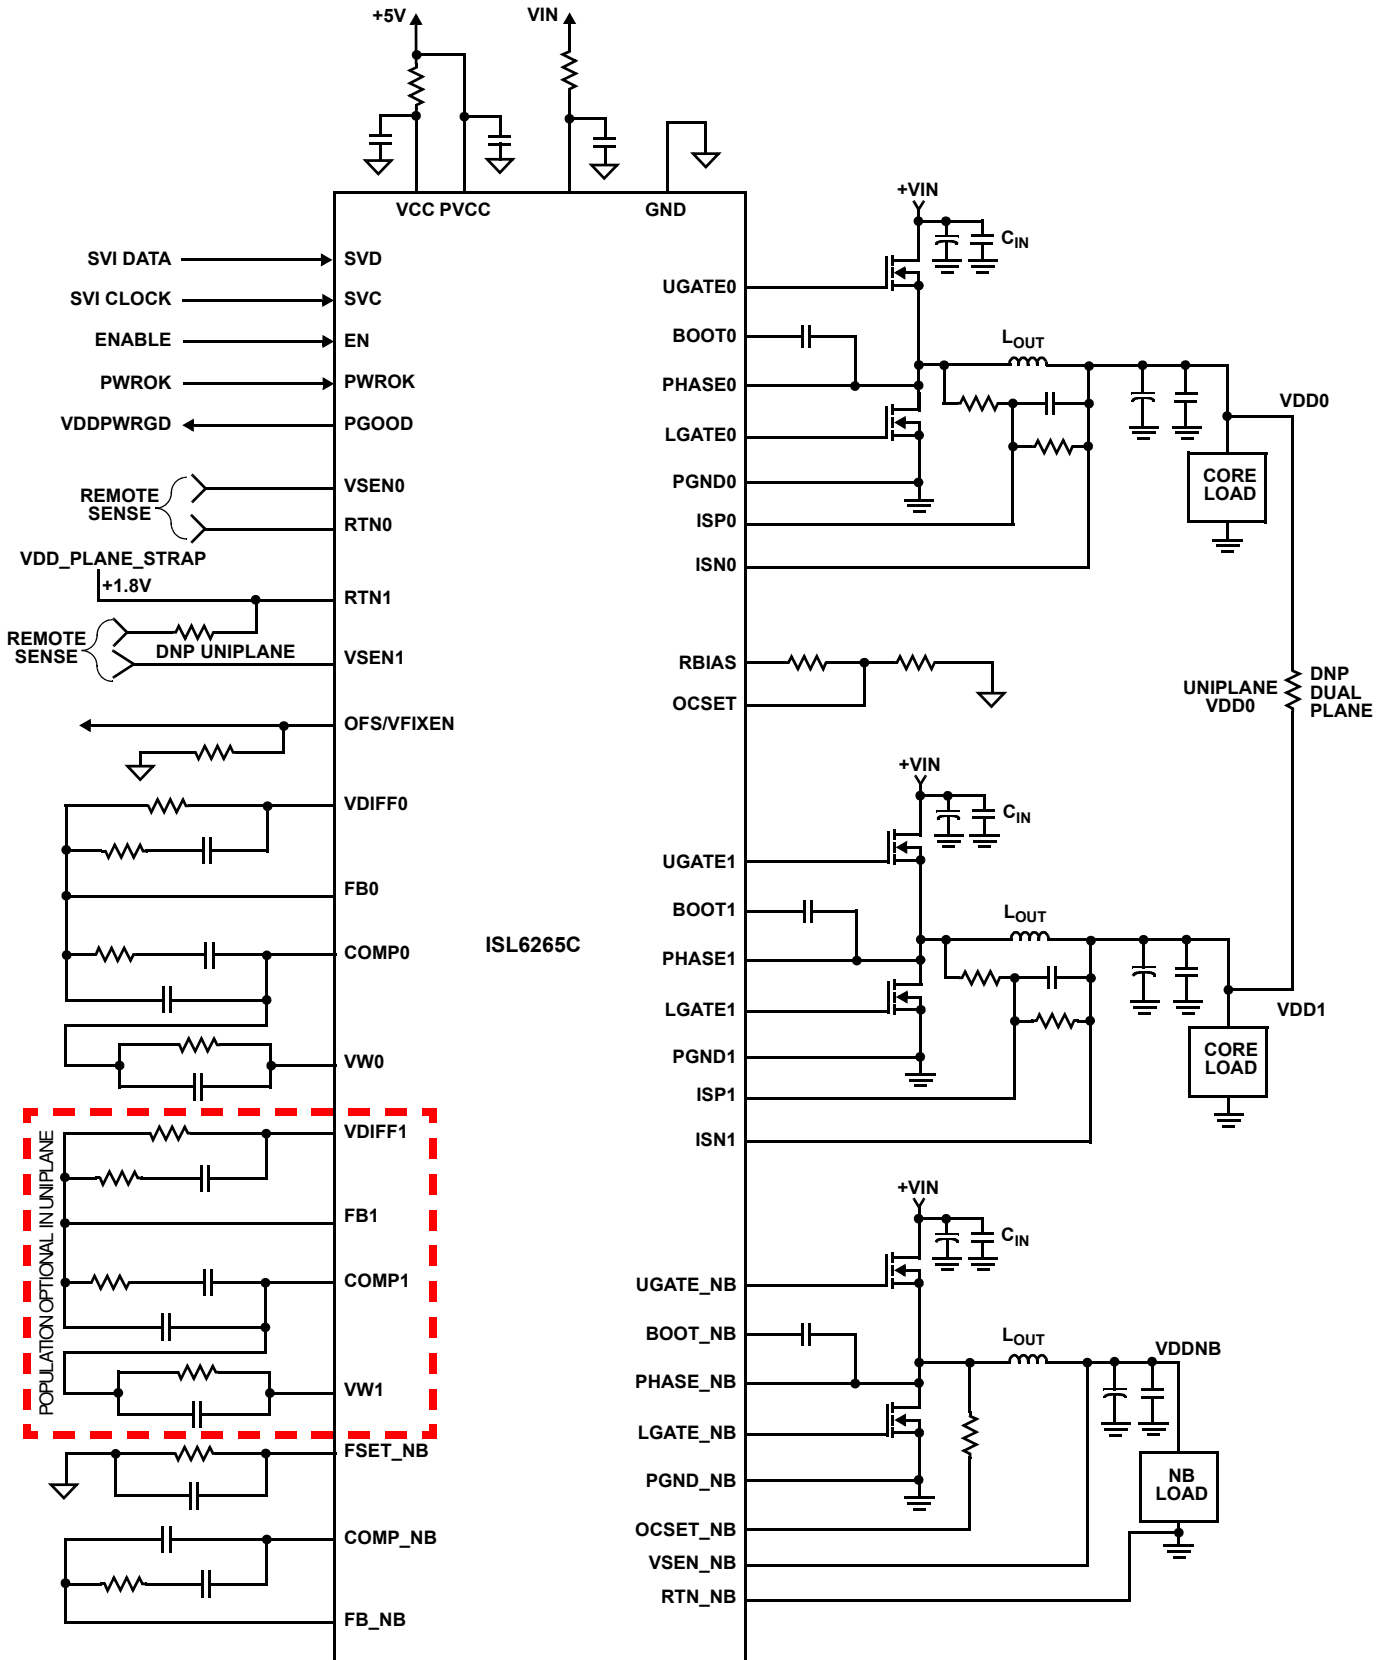 +5V
VIN
VCC PVCC
GND
SVI DATA
SVD
SVI CLOCK
SVC
ENABLE
EN
PWROK
PWROK
VDDPWRGD
PGOOD
REMOTE
SENSE
VSEN0
RTN0
VDD_PLANE_STRAP
+1.8V
RTN1
REMOTE
SENSE
DNP UNIPLANE
VSEN1
OFS/VFIXEN
VDIFF0
FB0
COMP0
VW0
POPULATION OPTIONAL IN UNIPLANE
VDIFF1
FB1
COMP1
VW1
FSET_NB
COMP_NB
FB_NB
ISL6265C
+VIN
CIN
UGATE0
BOOT0
LOUT
PHASE0
LGATE0
PGND0
ISP0
ISN0
VDD0
CORE
LOAD
RBIAS
OCSET
UNIPLANE
VDD0
DNP
DUAL
PLANE
+VIN
CIN
UGATE1
BOOT1
LOUT
PHASE1
LGATE1
PGND1
ISP1
ISN1
VDD1
CORE
LOAD
+VIN
CIN
UGATE_NB
BOOT_NB
LOUT
VDDNB
PHASE_NB
LGATE_NB
PGND_NB
OCSET_NB
VSEN_NB
RTN_NB
NB
LOAD